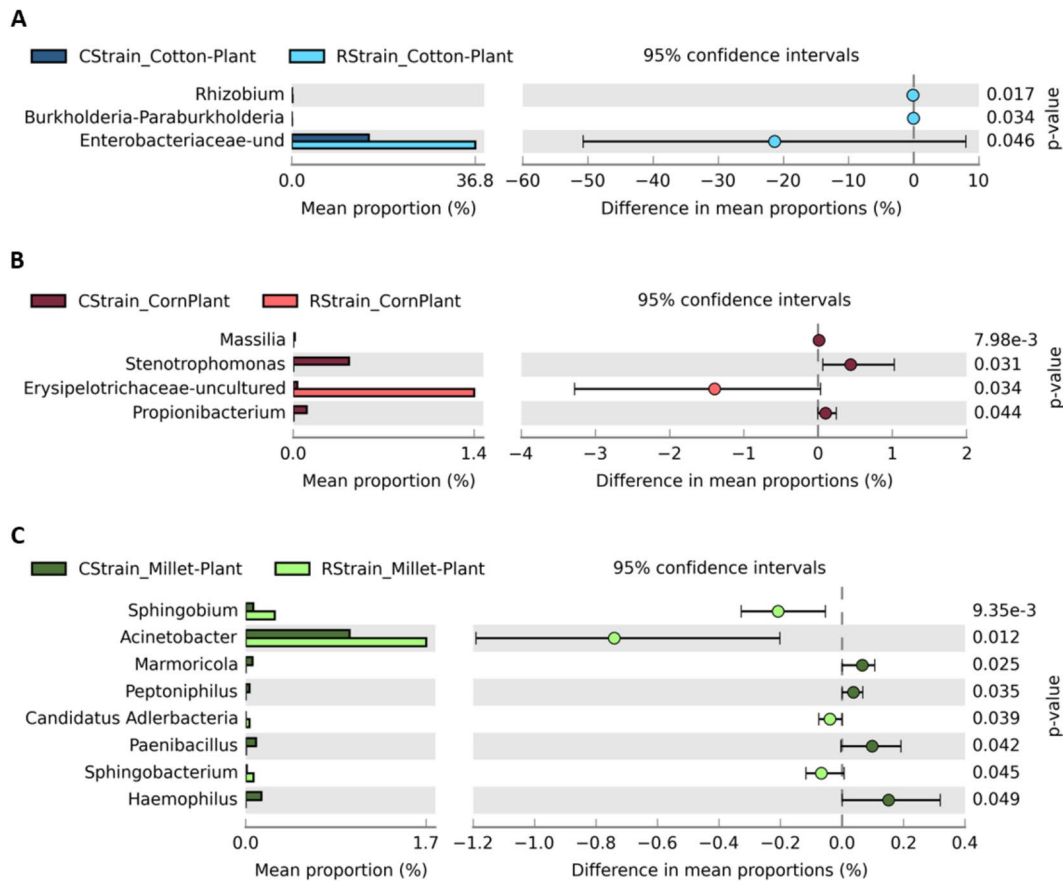 A
CStrain_Cotton-Plant RStrain_Cotton-Plant 95% confidence intervals
Rhizobium 0.017
Burkholderia-Paraburkholderia 0.034
Enterobacteriaceae-und 0.046
p-value
0.0 36.8 −60 −50 −40 −30 −20 −10 0 10
Mean proportion (%) Difference in mean proportions (%)
B
CStrain_CornPlant RStrain_CornPlant 95% confidence intervals
Massilia 7.98e-3
Stenotrophomonas 0.031
Erysipelotrichaceae-uncultured 0.034
Propionibacterium 0.044
p-value
0.0 1.4 −4 −3 −2 −1 0 1 2
Mean proportion (%) Difference in mean proportions (%)
C
CStrain_Millet-Plant RStrain_Millet-Plant 95% confidence intervals
Sphingobium 9.35e-3
Acinetobacter 0.012
Marmoricola 0.025
Peptoniphilus 0.035
Candidatus Adlerbacteria 0.039
Paenibacillus 0.042
Sphingobacterium 0.045
Haemophilus 0.049
p-value
0.0 1.7 −1.2 −1.0 −0.8 −0.6 −0.4 −0.2 0.0 0.2 0.4
Mean proportion (%) Difference in mean proportions (%)